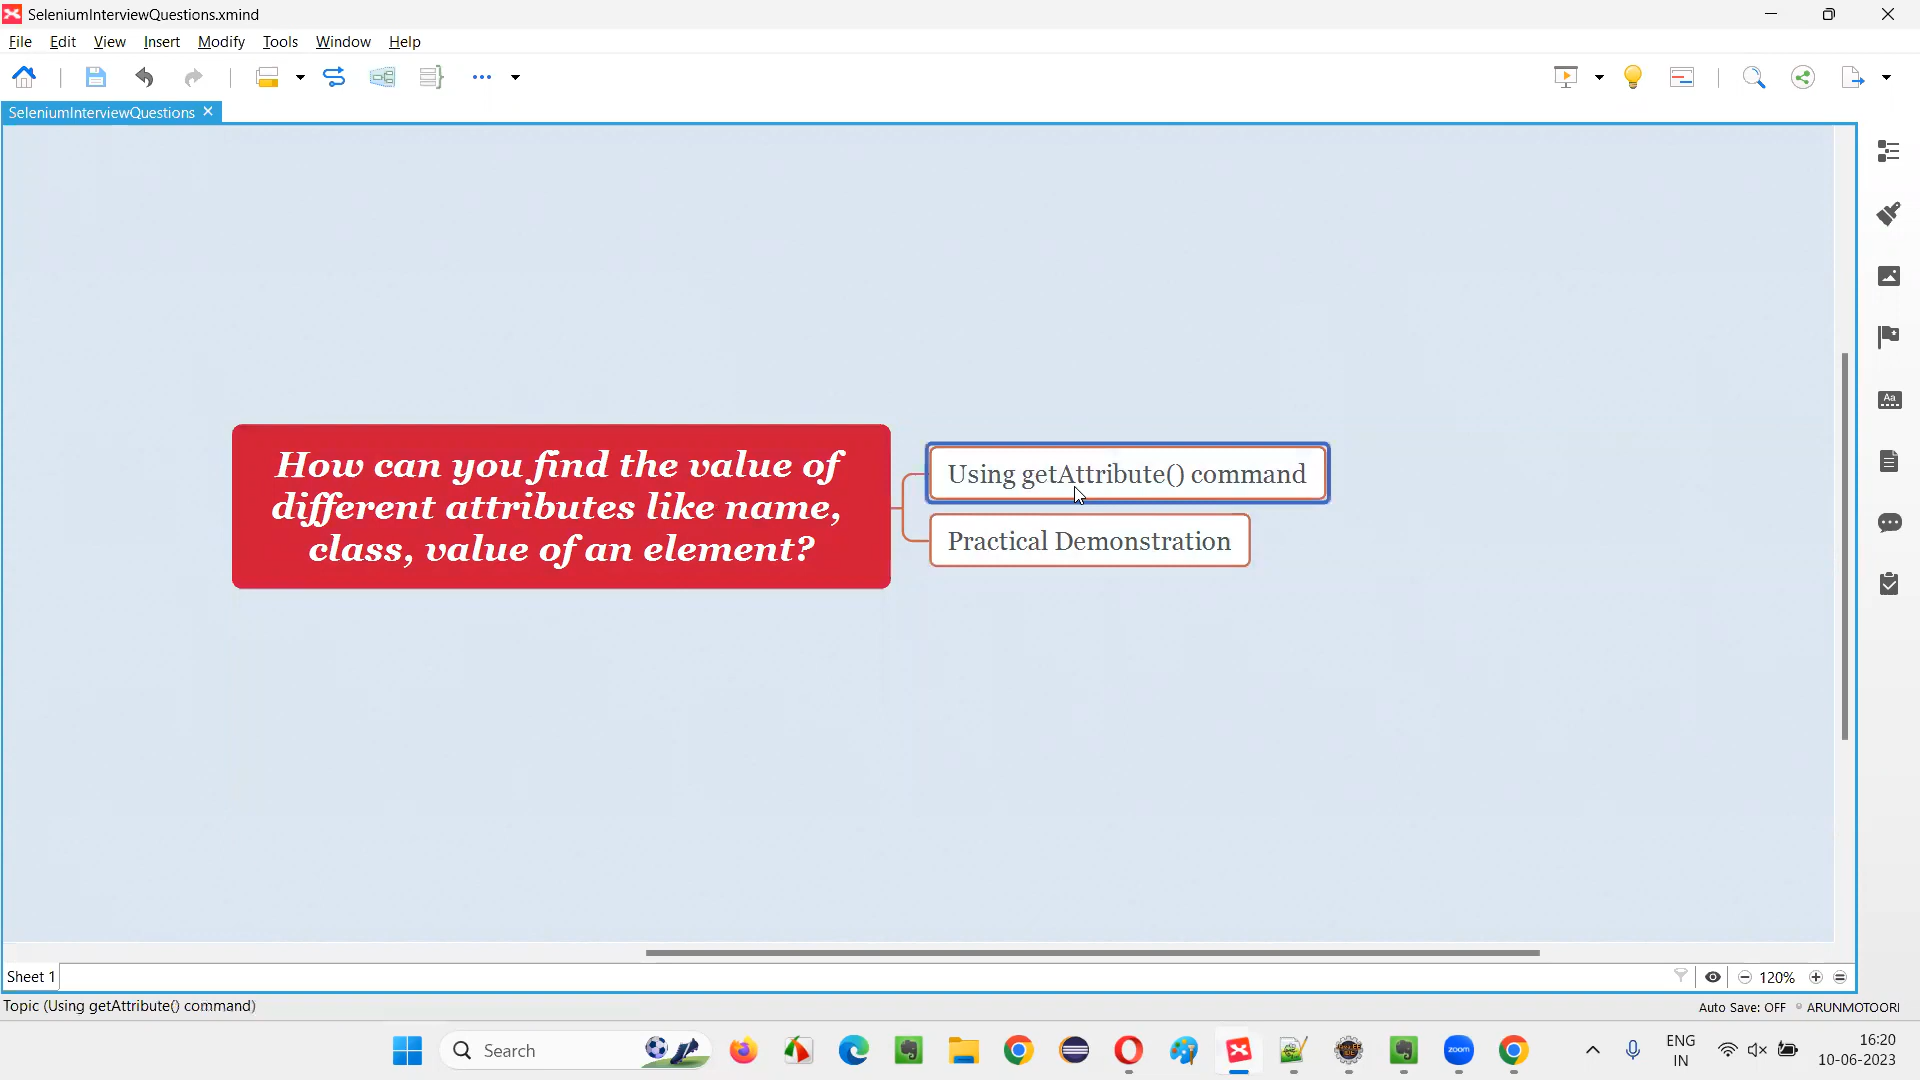 SeleniumInterviewQuestions.xmind
File Edit View Insert Modify Tools Help
SeleniumInterviewQuestions
How can you find the value of
different attributes like name,
class, value of an element?
Using getAttribute() command
Practical Demonstration
Aa
Sheet 1
120%
Topic (Using getAttribute() command)
Auto Save: OFF
ARUNMOTOORI
Search
zoom
ENG
IN
16:20
10-06-2023